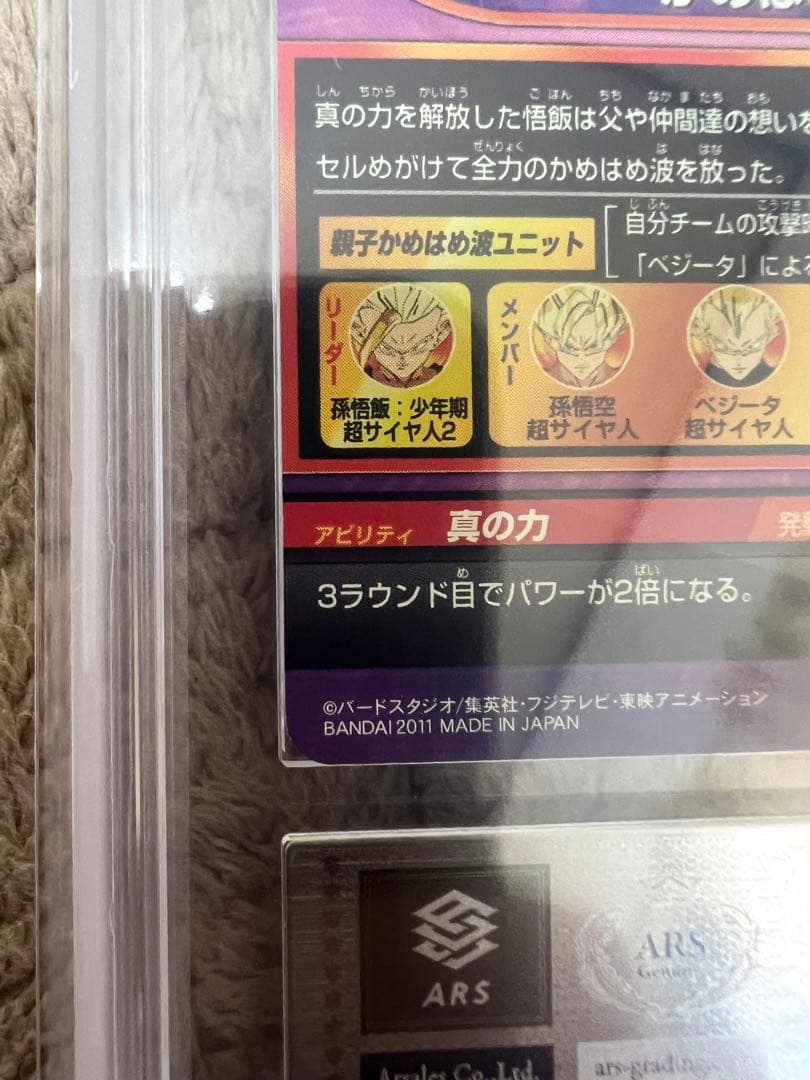 真の力を解放した悟飯は父や仲間達の想いを
セルめがけて全力のかめはめ波を放った。
親子かめはめ波ユニット
自分チームの攻撃
「ベジータ」による
リーダー
孫悟飯：少年期
超サイヤ人2
メンバー
孫悟空
超サイヤ人
ベジータ
超サイヤ人
アビリティ 真の力 発
3ラウンド目でパワーが2倍になる。
©バードスタジオ/集英社・フジテレビ・東映アニメーション
BANDAI 2011 MADE IN JAPAN
ARS
ARS
Arsales Co., Ltd.
ars-grading.